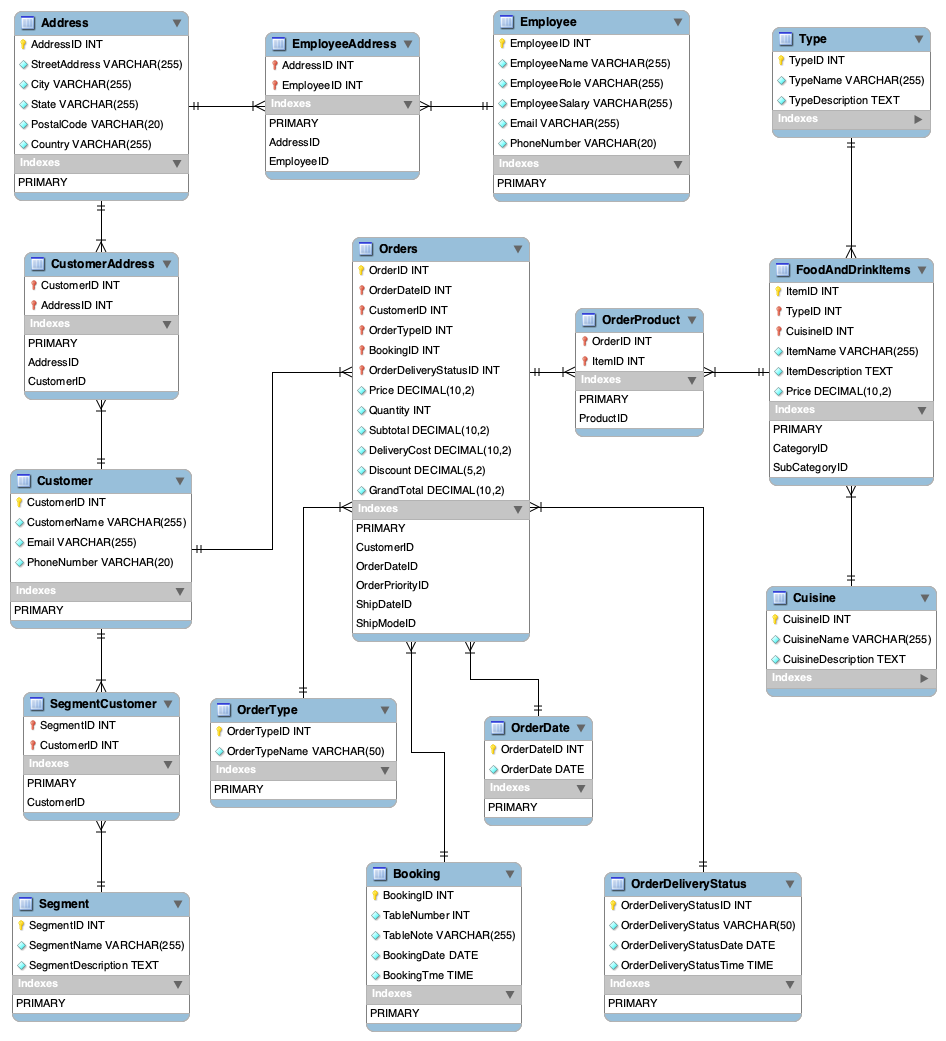 Address
AddressID INT
StreetAddress VARCHAR(255)
City VARCHAR(255)
State VARCHAR(255)
PostalCode VARCHAR(20)
Country VARCHAR(255)
Indexes
PRIMARY
EmployeeAddress
AddressID INT
EmployeeID INT
Indexes
PRIMARY
AddressID
EmployeeID
Employee
EmployeeID INT
EmployeeName VARCHAR(255)
EmployeeRole VARCHAR(255)
EmployeeSalary VARCHAR(255)
Email VARCHAR(255)
PhoneNumber VARCHAR(20)
Indexes
PRIMARY
Type
TypeID INT
TypeName VARCHAR(255)
TypeDescription TEXT
Indexes
CustomerAddress
CustomerID INT
AddressID INT
Indexes
PRIMARY
AddressID
CustomerID
Orders
OrderID INT
OrderDateID INT
CustomerID INT
OrderTypeID INT
BookingID INT
OrderDeliveryStatusID INT
Price DECIMAL(10,2)
Quantity INT
Subtotal DECIMAL(10,2)
DeliveryCost DECIMAL(10,2)
Discount DECIMAL(5,2)
GrandTotal DECIMAL(10,2)
Indexes
PRIMARY
CustomerID
OrderDateID
OrderPriorityID
ShipDateID
ShipModeID
OrderProduct
OrderID INT
ItemID INT
Indexes
PRIMARY
ProductID
FoodAndDrinkItems
ItemID INT
TypeID INT
CuisineID INT
ItemName VARCHAR(255)
ItemDescription TEXT
Price DECIMAL(10,2)
Indexes
PRIMARY
CategoryID
SubCategoryID
Customer
CustomerID INT
CustomerName VARCHAR(255)
Email VARCHAR(255)
PhoneNumber VARCHAR(20)
Indexes
PRIMARY
Cuisine
CuisineID INT
CuisineName VARCHAR(255)
CuisineDescription TEXT
Indexes
SegmentCustomer
SegmentID INT
CustomerID INT
Indexes
PRIMARY
CustomerID
OrderType
OrderTypeID INT
OrderTypeName VARCHAR(50)
Indexes
PRIMARY
OrderDate
OrderDateID INT
OrderDate DATE
Indexes
PRIMARY
Segment
SegmentID INT
SegmentName VARCHAR(255)
SegmentDescription TEXT
Indexes
PRIMARY
Booking
BookingID INT
TableNumber INT
TableNote VARCHAR(255)
BookingDate DATE
BookingTme TIME
Indexes
PRIMARY
OrderDeliveryStatus
OrderDeliveryStatusID INT
OrderDeliveryStatus VARCHAR(50)
OrderDeliveryStatusDate DATE
OrderDeliveryStatusTime TIME
Indexes
PRIMARY